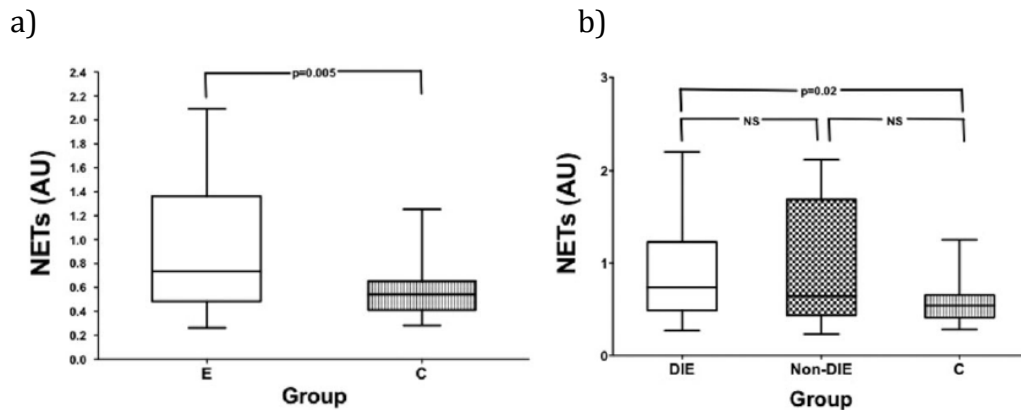 a)
p=0.005
2.4
2.2
2.0
1.8
1.6
1.4
1.2
1.0
0.8
0.6
0.4
0.2
0.0
NETs (AU)
E C
Group
b)
p=0.02
NS NS
3
2
1
0
NETs (AU)
DIE Non-DIE C
Group